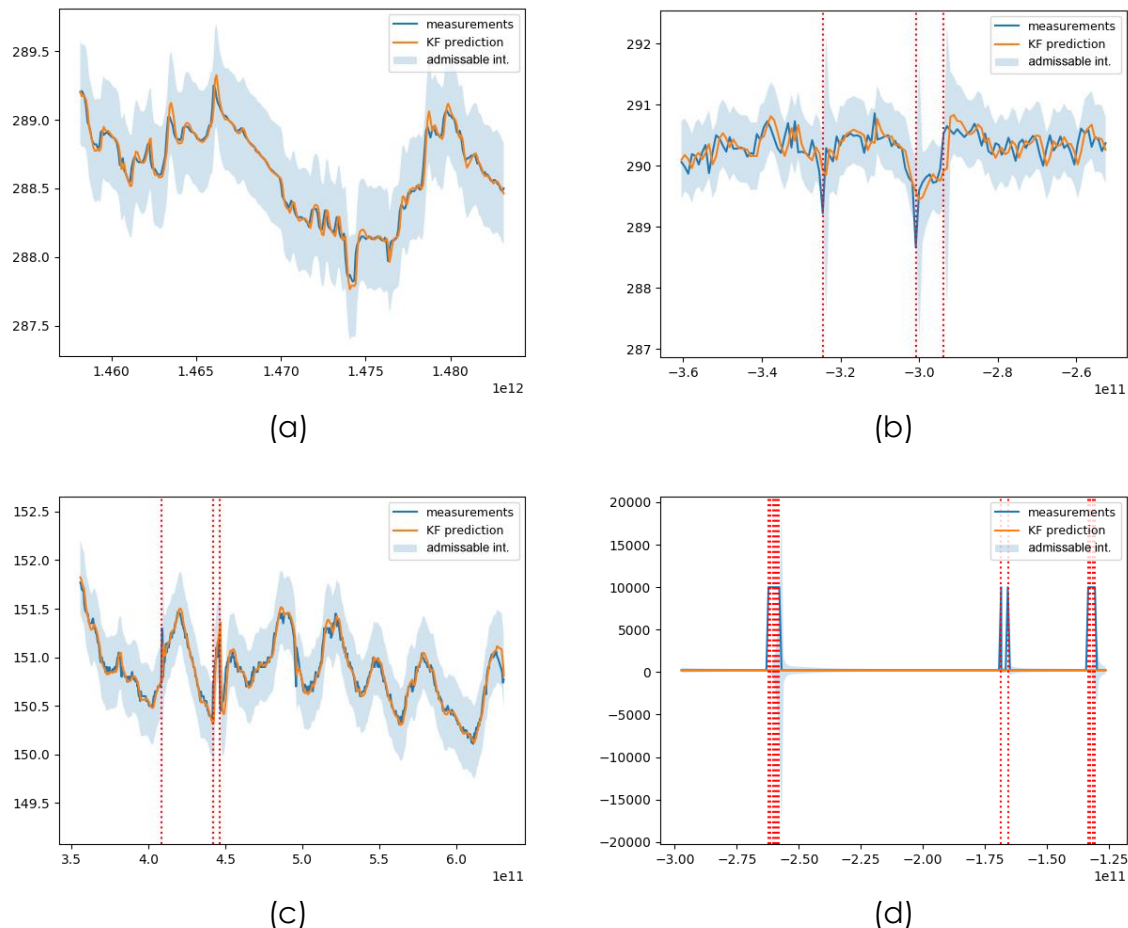 measurements
KF prediction
admissable int.
289.5
289.0
288.5
288.0
287.5
1.460 1.465 1.470 1.475 1.480
1e12
(a)
measurements
KF prediction
admissable int.
292
291
290
289
288
287
−3.6 −3.4 −3.2 −3.0 −2.8 −2.6
1e11
(b)
measurements
KF prediction
admissable int.
152.5
152.0
151.5
151.0
150.5
150.0
149.5
3.5 4.0 4.5 5.0 5.5 6.0
1e11
(c)
measurements
KF prediction
admissable int.
20000
15000
10000
5000
0
−5000
−10000
−15000
−20000
−3.00 −2.75 −2.50 −2.25 −2.00 −1.75 −1.50 −1.25
1e11
(d)